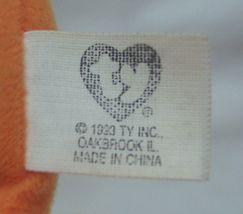 ® 
© 1993 TY INC.,
OAKBROOK IL.
MADE IN CHINA